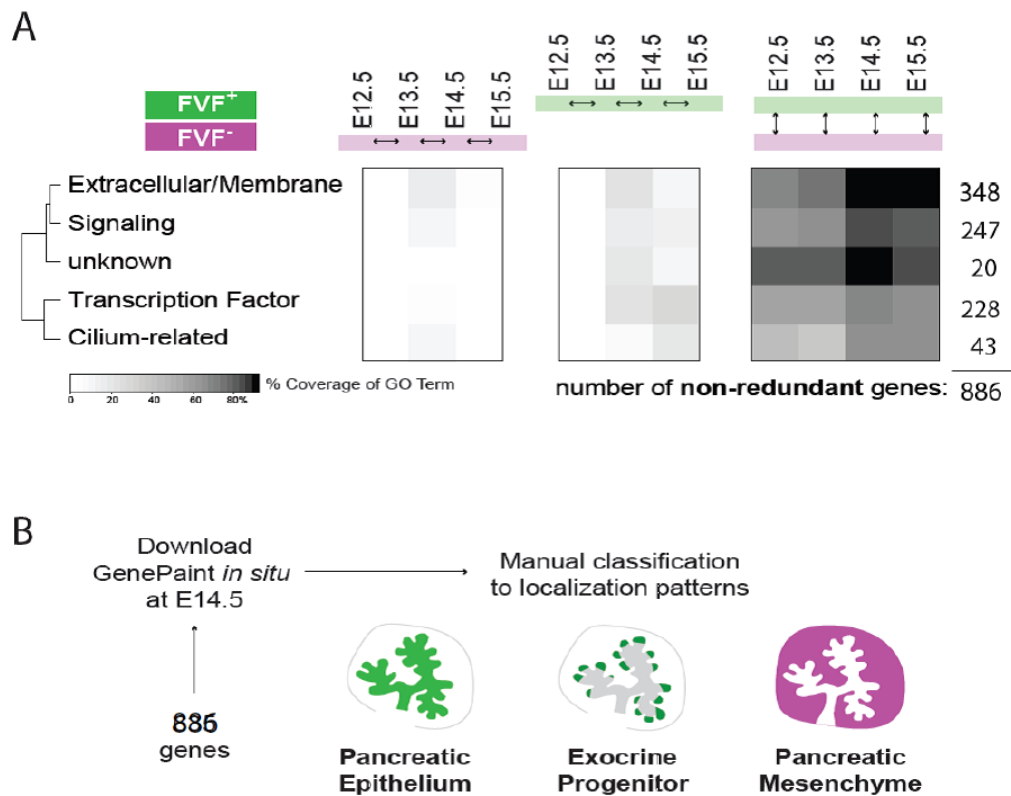 A
E12.5
E13.5
E14.5
E15.5
E12.5
E13.5
E14.5
E15.5
E12.5
E13.5
E14.5
E15.5
FVF+
FVF-
Extracellular/Membrane
Signaling
unknown
Transcription Factor
Cilium-related
348
247
20
228
43
0 20 40 60 80%
% Coverage of GO Term
number of non-redundant genes: 886
B
Download
GenePaint in situ
at E14.5
Manual classification
to localization patterns
886
genes
Pancreatic
Epithelium
Exocrine
Progenitor
Pancreatic
Mesenchyme